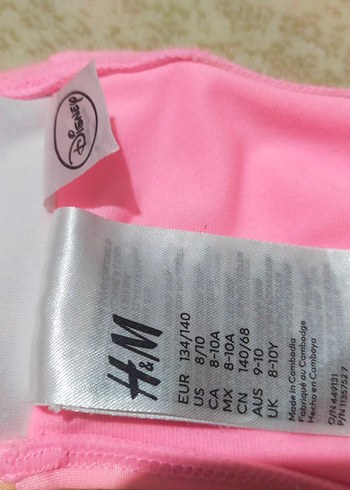 Disney
H&M
EUR 134/140
US 8/10
CA 8-10A
MX 8-10A
CN 140/68
AUS 9-10
UK 8-10Y
Made in Cambodia
Fabriqué au Cambodge
Hecho en Camboya
O/N 449131
P/N 1135752 7